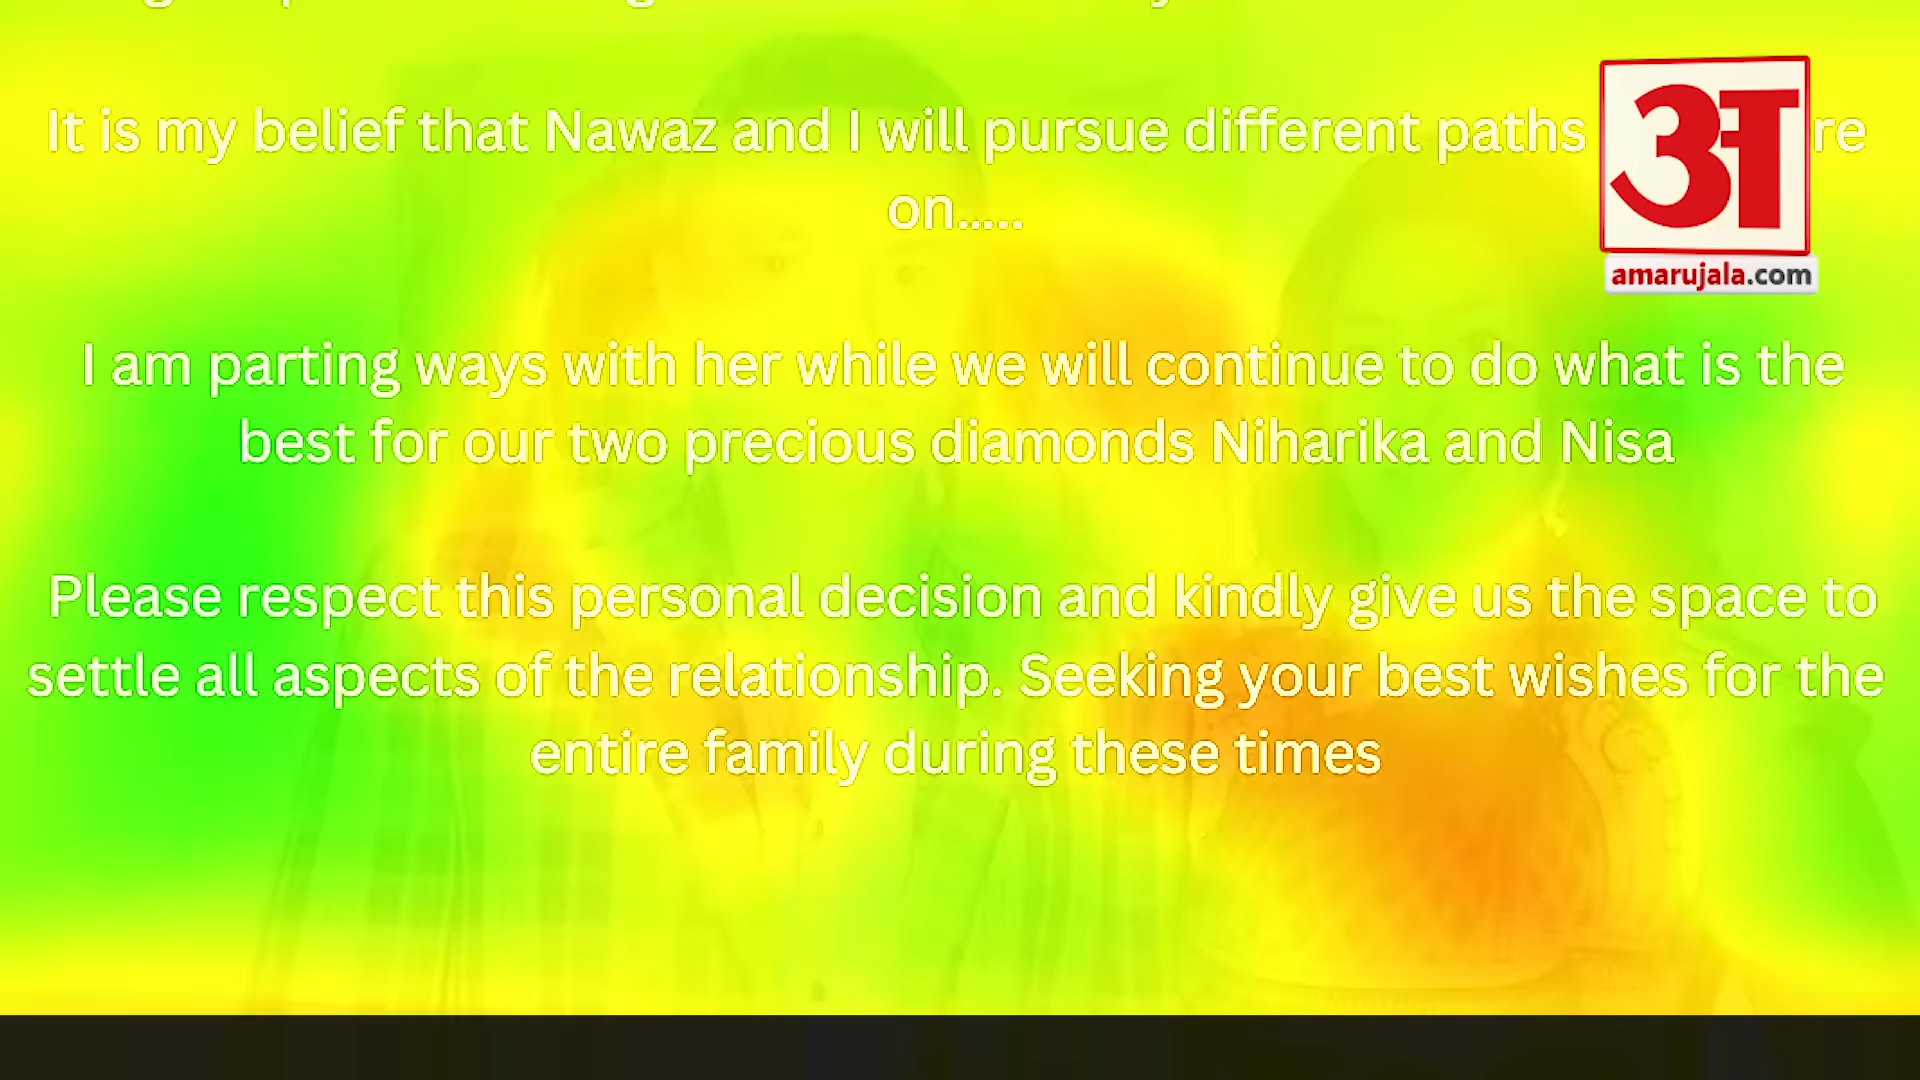 It is my belief that Nawaz and I will pursue different paths re
on.....
I am parting ways with her while we will continue to do what is the
best for our two precious diamonds Niharika and Nisa
Please respect this personal decision and kindly give us the space to
settle all aspects of the relationship. Seeking your best wishes for the
entire family during these times
अ
amarujala.com